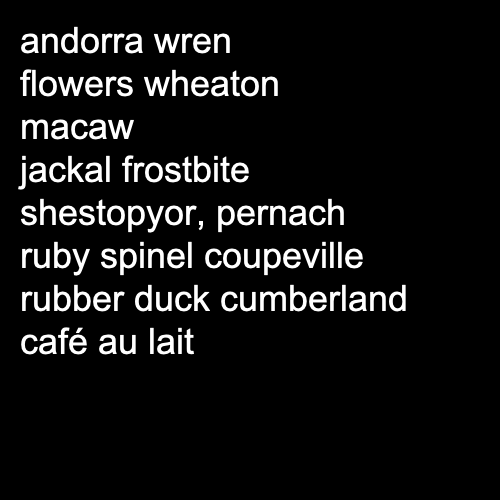 andorra wren
flowers wheaton
macaw
jackal frostbite
shestopyor, pernach
ruby spinel coupeville
rubber duck cumberland
café au lait